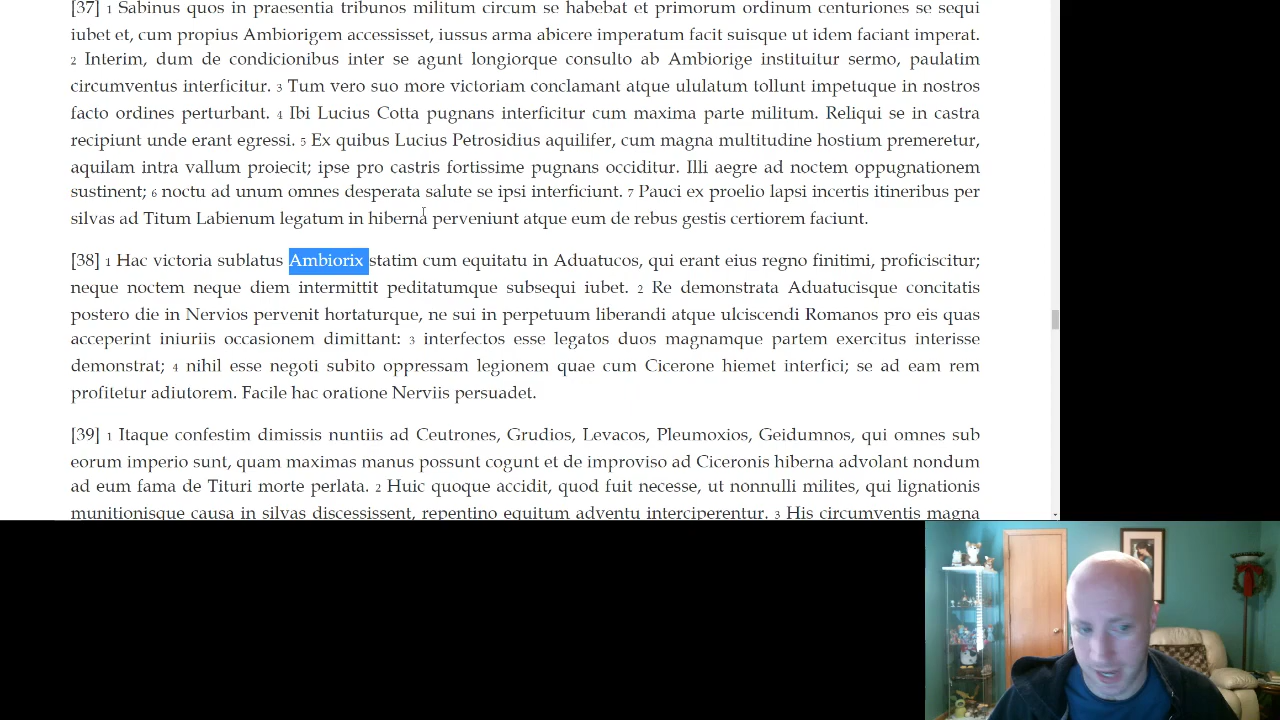 [37] 1 Sabinus quos in praesentia tribunos militum circum se habebat et primorum ordinum centuriones se sequi
iubet et, cum propius Ambiorigem accessisset, iussus arma abicere imperatum facit suisque ut idem faciant imperat.
2 Interim, dum de condicionibus inter se agunt longiorque consulto ab Ambiorige instituitur sermo, paulatim
circumventus interficitur. 3 Tum vero suo more victoriam conclamant atque ululatum tollunt impetuque in nostros
facto ordines perturbant. 4 Ibi Lucius Cotta pugnans interficitur cum maxima parte militum. Reliqui se in castra
recipiunt unde erant egressi. 5 Ex quibus Lucius Petrosidius aquilifer, cum magna multitudine hostium premeretur,
aquilam intra vallum proiecit; ipse pro castris fortissime pugnans occiditur. Illi aegre ad noctem oppugnationem
sustinent; 6 noctu ad unum omnes desperata salute se ipsi interficiunt. 7 Pauci ex proelio lapsi incertis itineribus per
silvas ad Titum Labienum legatum in hiberna perveniunt atque eum de rebus gestis certiorem faciunt.
[38] 1 Hac victoria sublatus Ambiorix statim cum equitatu in Aduatucos, qui erant eius regno finitimi, proficiscitur;
neque noctem neque diem intermittit peditatumque subsequi iubet. 2 Re demonstrata Aduatucisque concitatis
postero die in Nervios pervenit hortaturque, ne sui in perpetuum liberandi atque ulciscendi Romanos pro eis quas
acceperint iniuriis occasionem dimittant: 3 interfectos esse legatos duos magnamque partem exercitus interisse
demonstrat; 4 nihil esse negoti subito oppressam legionem quae cum Cicerone hiemet interfici; se ad eam rem
profitetur adiutorem. Facile hac oratione Nerviis persuadet.
[39] 1 Itaque confestim dimissis nuntiis ad Ceutrones, Grudios, Levacos, Pleumoxios, Geidumnos, qui omnes sub
eorum imperio sunt, quam maximas manus possunt cogunt et de improviso ad Ciceronis hiberna advolant nondum
ad eum fama de Tituri morte perlata. 2 Huic quoque accidit, quod fuit necesse, ut nonnulli milites, qui lignationis
munitionisque causa in silvas discessissent, repentino equitum adventu interciperentur. 3 His circumventis magna